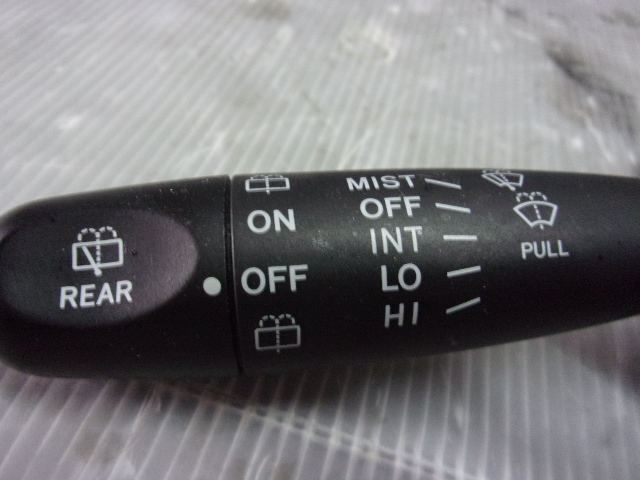 REAR
ON
OFF
MIST
OFF
INT
LO
HI
PULL